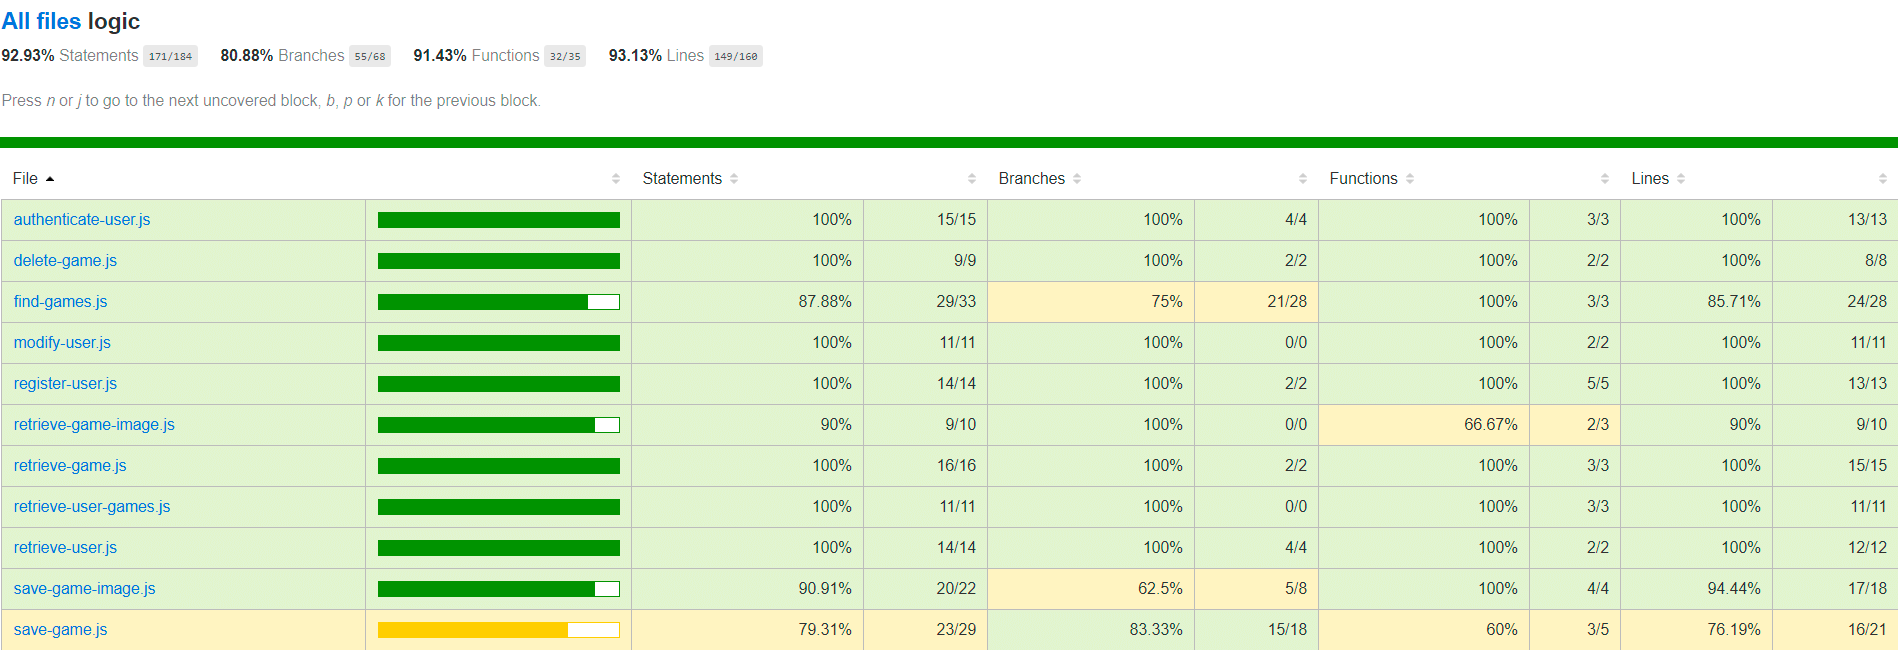 All files logic
92.93% Statements 171/184 80.88% Branches 55/68 91.43% Functions 32/35 93.13% Lines 149/160
Press n or j to go to the next uncovered block, b, p or k for the previous block.
File Statements Branches Functions Lines
authenticate-user.js 100% 15/15 100% 4/4 100% 3/3 100% 13/13
delete-game.js 100% 9/9 100% 2/2 100% 2/2 100% 8/8
find-games.js 87.88% 29/33 75% 21/28 100% 3/3 85.71% 24/28
modify-user.js 100% 11/11 100% 0/0 100% 2/2 100% 11/11
register-user.js 100% 14/14 100% 2/2 100% 5/5 100% 13/13
retrieve-game-image.js 90% 9/10 100% 0/0 66.67% 2/3 90% 9/10
retrieve-game.js 100% 16/16 100% 2/2 100% 3/3 100% 15/15
retrieve-user-games.js 100% 11/11 100% 0/0 100% 3/3 100% 11/11
retrieve-user.js 100% 14/14 100% 4/4 100% 2/2 100% 12/12
save-game-image.js 90.91% 20/22 62.5% 5/8 100% 4/4 94.44% 17/18
save-game.js 79.31% 23/29 83.33% 15/18 60% 3/5 76.19% 16/21